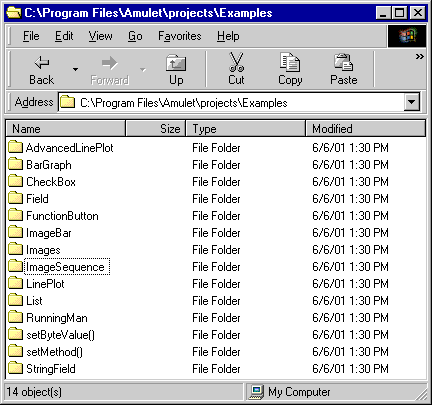 C:\Program Files\Amulet\projects\Examples
File Edit View Go Favorites Help
Back Forward Up Cut Copy Paste »
Address C:\Program Files\Amulet\projects\Examples
Name Size Type Modified
AdvancedLinePlot File Folder 6/6/01 1:30 PM
BarGraph File Folder 6/6/01 1:30 PM
CheckBox File Folder 6/6/01 1:30 PM
Field File Folder 6/6/01 1:30 PM
FunctionButton File Folder 6/6/01 1:30 PM
ImageBar File Folder 6/6/01 1:30 PM
Images File Folder 6/6/01 1:30 PM
ImageSequence File Folder 6/6/01 1:30 PM
LinePlot File Folder 6/6/01 1:30 PM
List File Folder 6/6/01 1:30 PM
RunningMan File Folder 6/6/01 1:30 PM
setByteValue() File Folder 6/6/01 1:30 PM
setMethod() File Folder 6/6/01 1:30 PM
StringField File Folder 6/6/01 1:30 PM
14 object(s) My Computer